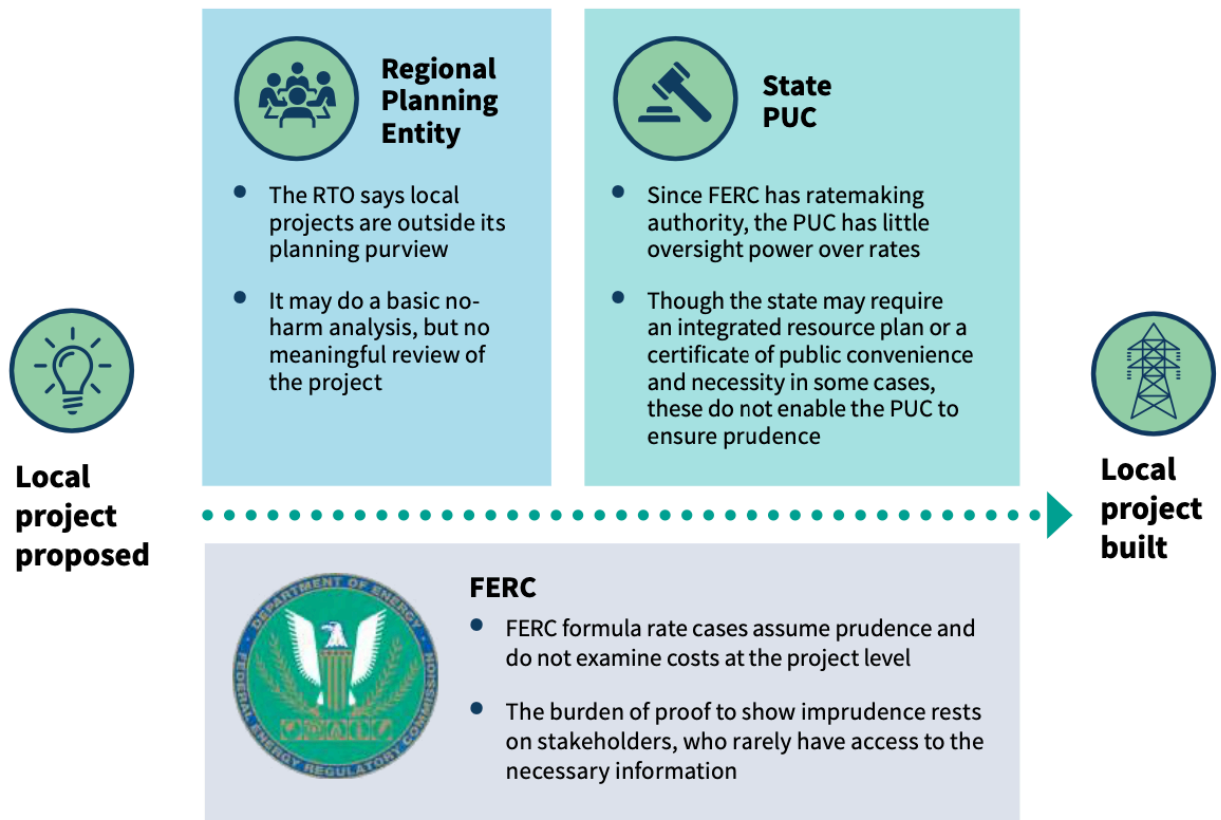 Regional
Planning
Entity
The RTO says local
projects are outside its
planning purview
It may do a basic no-
harm analysis, but no
meaningful review of
the project
State
PUC
Since FERC has ratemaking
authority, the PUC has little
oversight power over rates
Though the state may require
an integrated resource plan or a
certificate of public convenience
and necessity in some cases,
these do not enable the PUC to
ensure prudence
Local
project
proposed
Local
project
built
DEPARTMENT OF ENERGY
FEDERAL ENERGY REGULATORY COMMISSION
FERC
FERC formula rate cases assume prudence and
do not examine costs at the project level
The burden of proof to show imprudence rests
on stakeholders, who rarely have access to the
necessary information